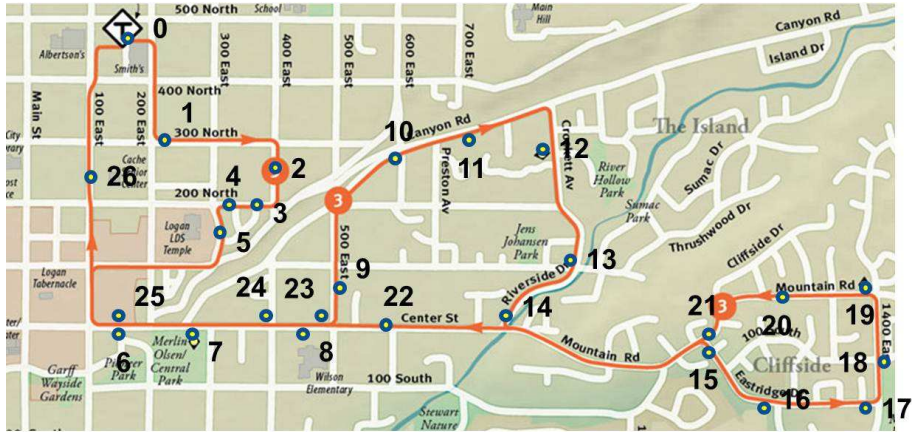 500 North
School
Main
Hill
0
T
Albertson's
Smith's
Canyon Rd
Island Dr
300 East
400 East
500 East
600 East
700 East
Main St
100 East
200 East
400 North
1
300 North
City
Canyon Rd
10
11
12
Crockett Av
The Island
Cache
Senior
Center
2
26
4
200 North
3
3
Preston Av
River
Hollow
Park
Sumac Dr
Sumac
Park
Thrushwood Dr
Logan
LDS
Temple
5
500 East
Jens
Johansen
Park
Cliffside Dr
Logan
Tabernacle
9
Riverside Dr
13
25
24
23
22
14
21
3
Mountain Rd
20
19
Center St
100 South
1400 East
6
Pioneer
Park
Merlin
Olsen/
Central
Park
7
8
Mountain Rd
15
Cliffside
18
Garff
Wayside
Gardens
Wilson
Elementary
100 South
Eastridge Dr
16
17
Stewart
Nature